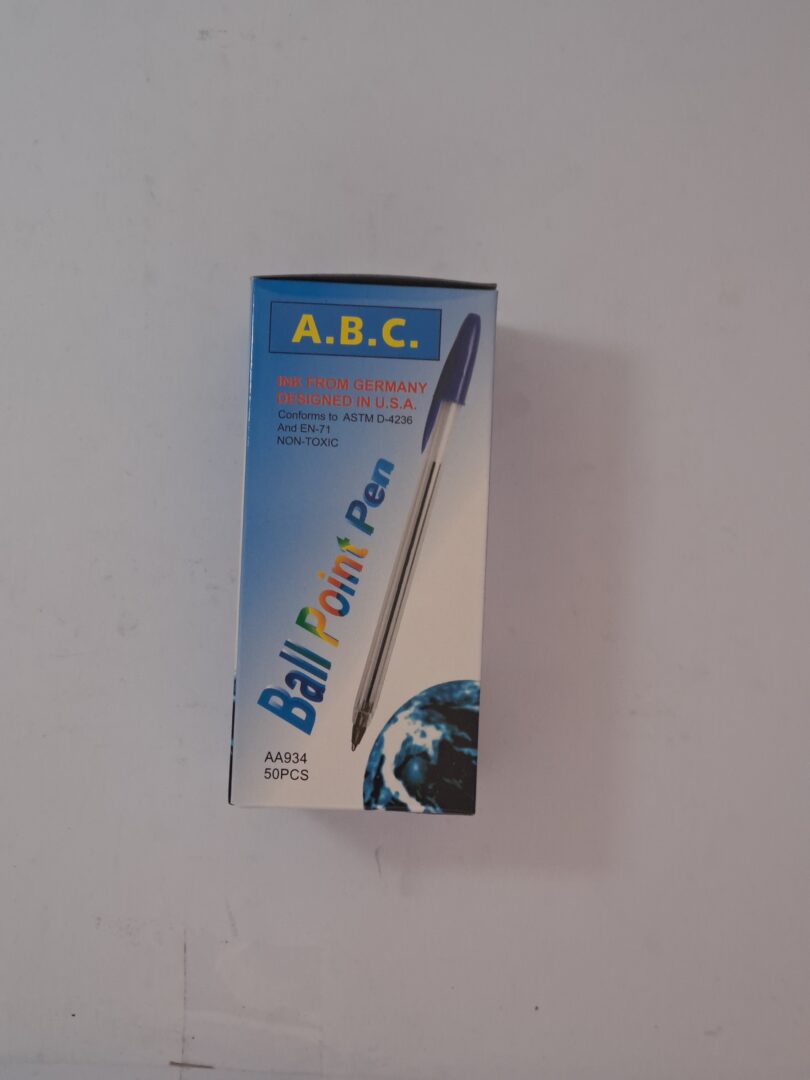 A.B.C.
INK FROM GERMANY
DESIGNED IN U.S.A.
Conforms to ASTM D-4236
And EN-71
NON-TOXIC
Ball Point Pen
AA934
50PCS